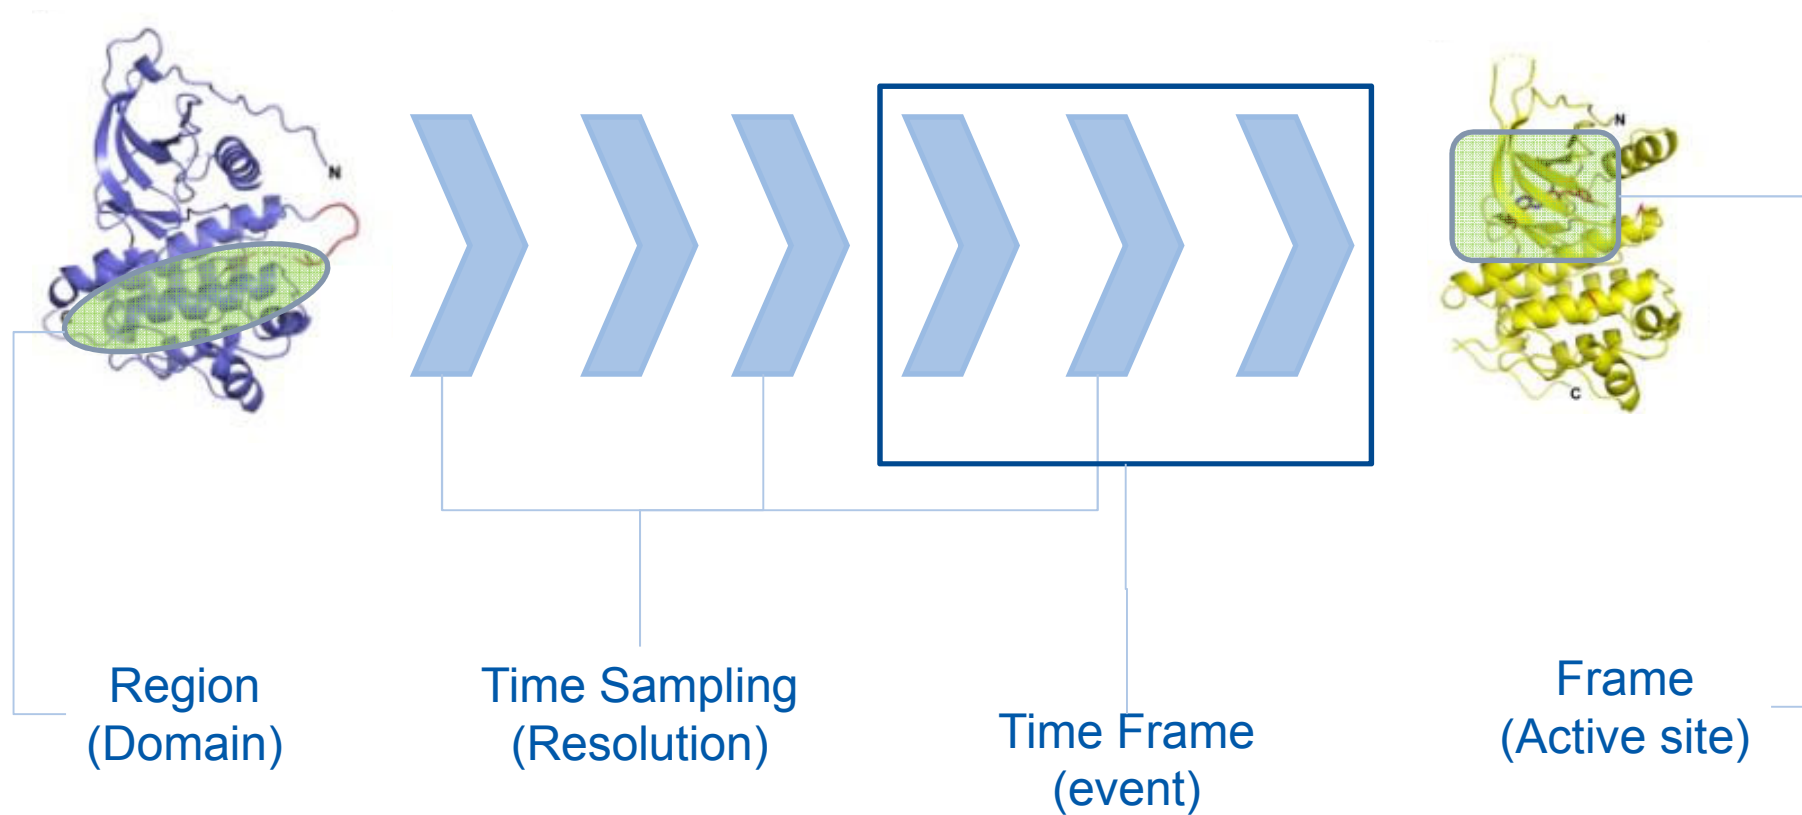 N
N
C
Region
(Domain)
Time Sampling
(Resolution)
Time Frame
(event)
Frame
(Active site)